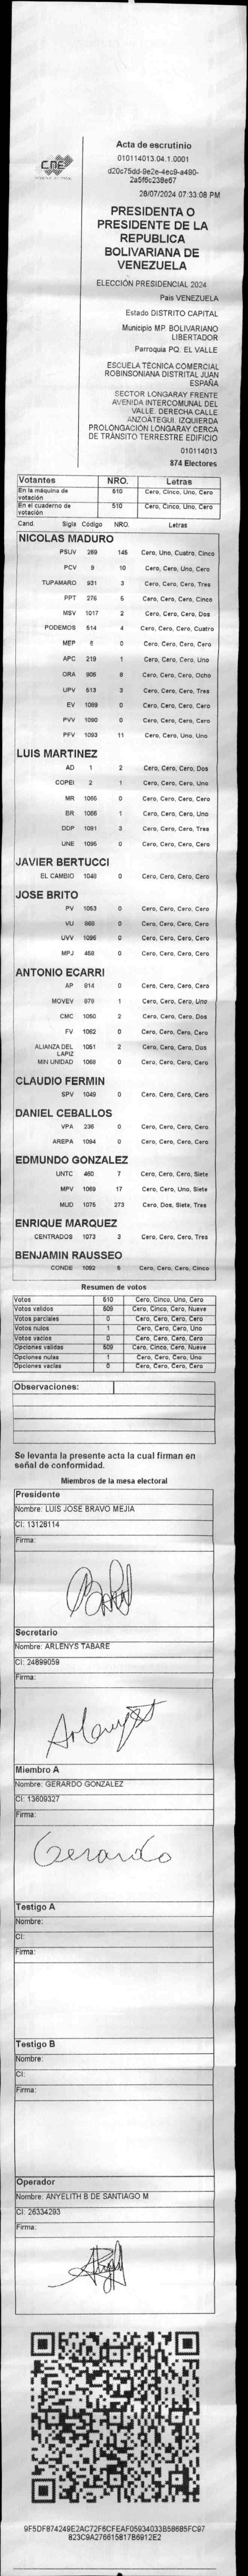 CNE
Acta de escrutinio
010114013.04.1.0001
d20c75dd-9e2e-4ec9-a490-
2a5f6c238e67
28/07/2024 07:33:08 PM
PRESIDENTA O
PRESIDENTE DE LA
REPUBLICA
BOLIVARIANA DE
VENEZUELA
ELECCIÓN PRESIDENCIAL 2024
Pais VENEZUELA
Estado DISTRITO CAPITAL
Municipio MP. BOLIVARIANO
LIBERTADOR
Parroquia PQ. EL VALLE
ESCUELA TÉCNICA COMERCIAL
ROBINSONIANA DISTRITAL JUAN
ESPAÑA
SECTOR LONGARAY FRENTE
AVENIDA INTERCOMUNAL DEL
VALLE. DERECHA CALLE
ANZOÁTEGUI. IZQUIERDA
PROLONGACIÓN LONGARAY CERCA
DE TRÁNSITO TERRESTRE EDIFICIO
010114013
874 Electores
Votantes NRO. Letras
En la máquina de votación 510 Cero, Cinco, Uno, Cero
En el cuaderno de votación 510 Cero, Cinco, Uno, Cero
Cand. Sigla Código NRO. Letras
NICOLAS MADURO
PSUV 269 145 Cero, Uno, Cuatro, Cinco
PCV 9 10 Cero, Cero, Uno, Cero
TUPAMARO 931 3 Cero, Cero, Cero, Tres
PPT 276 5 Cero, Cero, Cero, Cinco
MSV 1017 2 Cero, Cero, Cero, Dos
PODEMOS 514 4 Cero, Cero, Cero, Cuatro
MEP 6 0 Cero, Cero, Cero, Cero
APC 219 1 Cero, Cero, Cero, Uno
ORA 906 8 Cero, Cero, Cero, Ocho
UPV 513 3 Cero, Cero, Cero, Tres
EV 1089 0 Cero, Cero, Cero, Cero
PVV 1090 0 Cero, Cero, Cero, Cero
PFV 1093 11 Cero, Cero, Uno, Uno
LUIS MARTINEZ
AD 1 2 Cero, Cero, Cero, Dos
COPEI 2 1 Cero, Cero, Cero, Uno
MR 1055 0 Cero, Cero, Cero, Cero
BR 1 Cero, Cero, Cero, Uno
DDP 1091 3 Cero, Cero, Cero, Tres
UNE 1095 0 Cero, Cero, Cero, Cero
JAVIER BERTUCCI
EL CAMBIO 1048 0 Cero, Cero, Cero, Cero
JOSE BRITO
PV 1053 0 Cero, Cero, Cero, Cero
VU 0 Cero, Cero, Cero, Cero
UVV 1096 0 Cero, Cero, Cero, Cero
MPJ 458 0 Cero, Cero, Cero, Cero
ANTONIO ECARRI
AP 914 0 Cero, Cero, Cero, Cero
MOVEV 979 1 Cero, Cero, Cero, Uno
CMC 1050 2 Cero, Cero, Cero, Dos
FV 1062 0 Cero, Cero, Cero, Cero
ALIANZA DEL LAPIZ 1051 2 Cero, Cero, Cero, Dos
MIN UNIDAD 1068 0 Cero, Cero, Cero, Cero
CLAUDIO FERMIN
SPV 1049 0 Cero, Cero, Cero, Cero
DANIEL CEBALLOS
VPA 236 0 Cero, Cero, Cero, Cero
AREPA 1094 0 Cero, Cero, Cero, Cero
EDMUNDO GONZALEZ
UNTC 460 7 Cero, Cero, Cero, Siete
MPV 1069 17 Cero, Cero, Uno, Siete
MUD 1075 273 Cero, Dos, Siete, Tres
ENRIQUE MARQUEZ
CENTRADOS 1073 3 Cero, Cero, Cero, Tres
BENJAMIN RAUSSEO
CONDE 1092 5 Cero, Cero, Cero, Cinco
Resumen de votos
Votos 510 Cero, Cinco, Uno, Cero
Votos validos 509 Cero, Cinco, Cero, Nueve
Votos parciales 0 Cero, Cero, Cero, Cero
Votos nulos 1 Cero, Cero, Cero, Uno
Votos vacíos 0 Cero, Cero, Cero, Cero
Opciones validas 509 Cero, Cinco, Cero, Nueve
Opciones nulas 1 Cero, Cero, Cero, Uno
Opciones vacías 0 Cero, Cero, Cero, Cero
Observaciones:
Se levanta la presente acta la cual firman en
señal de conformidad.
Miembros de la mesa electoral
Presidente
Nombre: LUIS JOSE BRAVO MEJIA
CI: 13128114
Firma:
Secretario
Nombre: ARLENYS TABARE
CI: 24899059
Firma:
Arlenys
Miembro A
Nombre: GERARDO GONZALEZ
CI: 13609327
Firma:
Gerardo
Testigo A
Nombre:
CI:
Firma:
Testigo B
Nombre:
CI:
Firma:
Operador
Nombre: ANYELITH B DE SANTIAGO M
CI: 26334293
Firma:
9F5DF874249E2AC72F6CFEAF05934033B58685FC97
823C9A276615817B6912E2